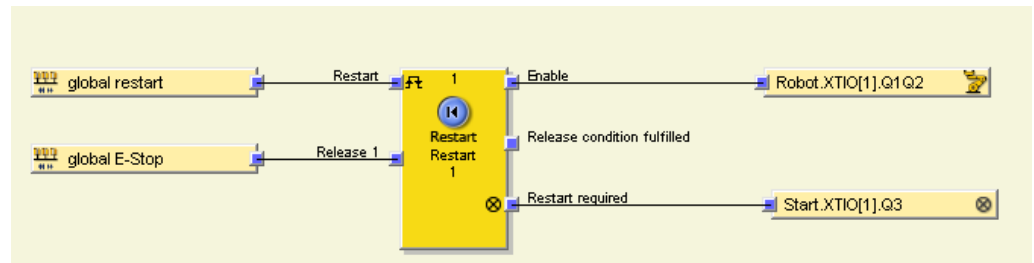 global restart
Restart
1
Enable
Robot.XTIO[1].Q1Q2
Restart
Restart
1
Release condition fulfilled
global E-Stop
Release 1
Restart required
Start.XTIO[1].Q3